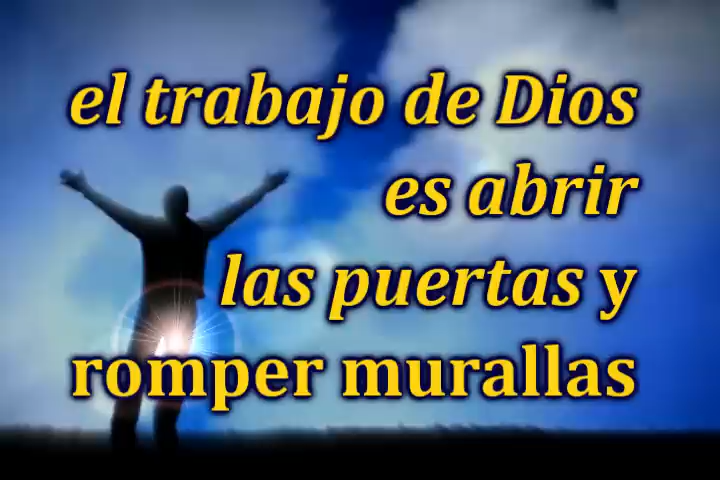 el trabajo de Dios
es abrir
las puertas y
romper murallas